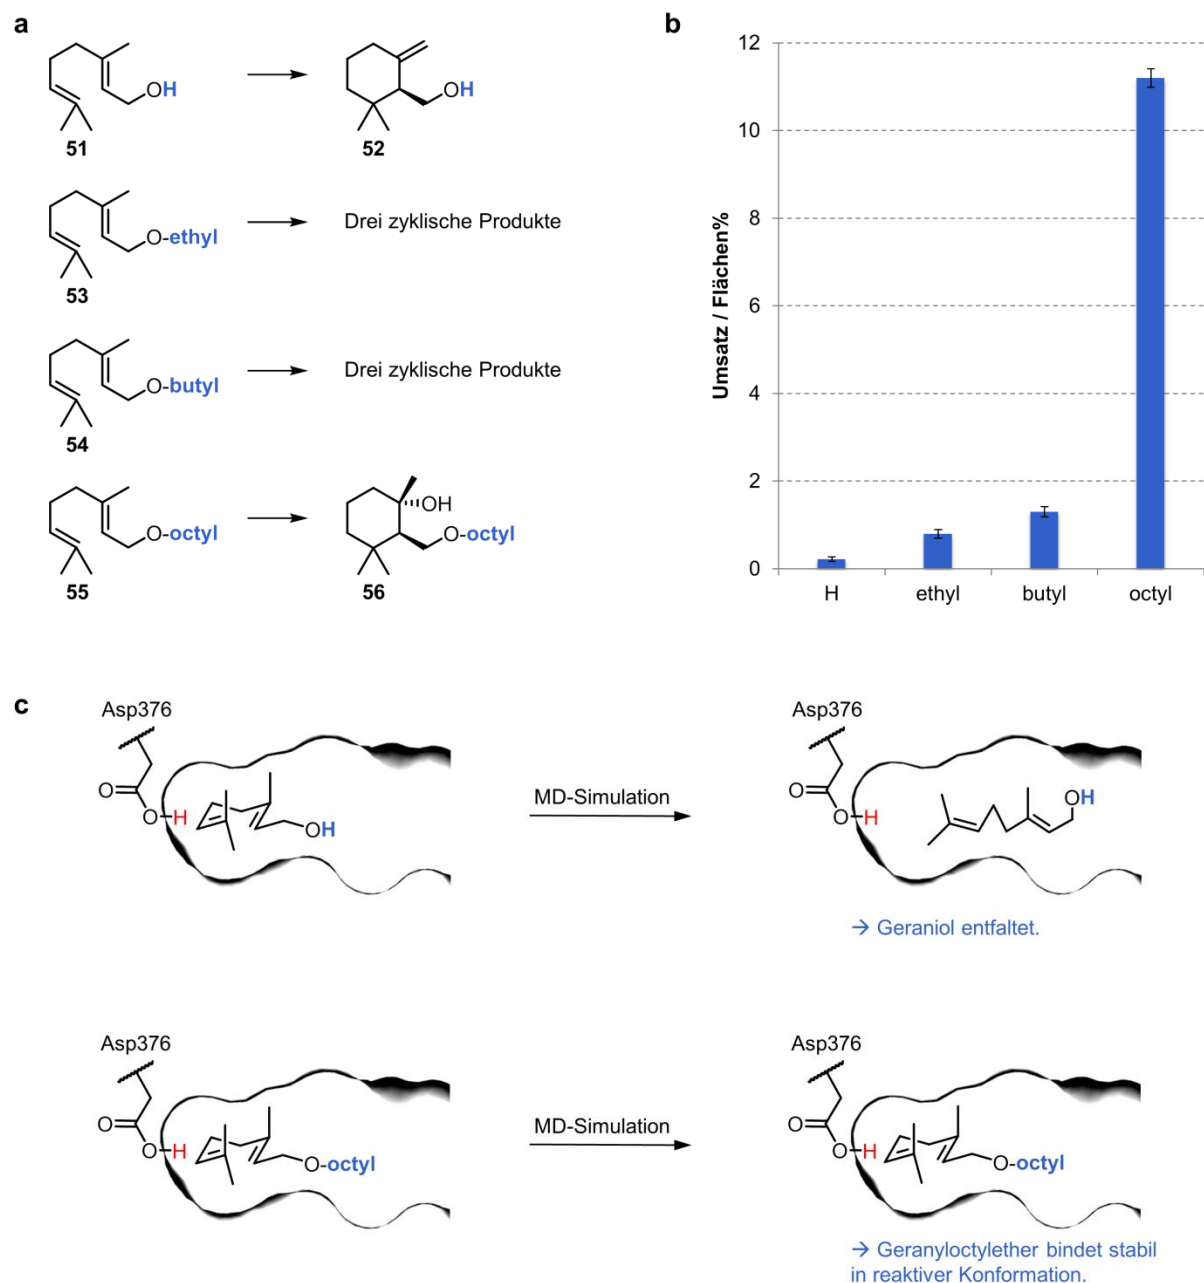 a
OH
OH
51
52
O-ethyl
Drei zyklische Produkte
53
O-butyl
Drei zyklische Produkte
54
OH
O-octyl
O-octyl
55
56
b
Umsatz / Flächen%
12
10
8
6
4
2
0
H ethyl butyl octyl
c
Asp376
Asp376
O
O-H
OH
MD-Simulation
O
O-H
OH
→ Geraniol entfaltet.
Asp376
Asp376
O
O-H
O-octyl
MD-Simulation
O
O-H
O-octyl
→ Geranyloctylether bindet stabil
in reaktiver Konformation.